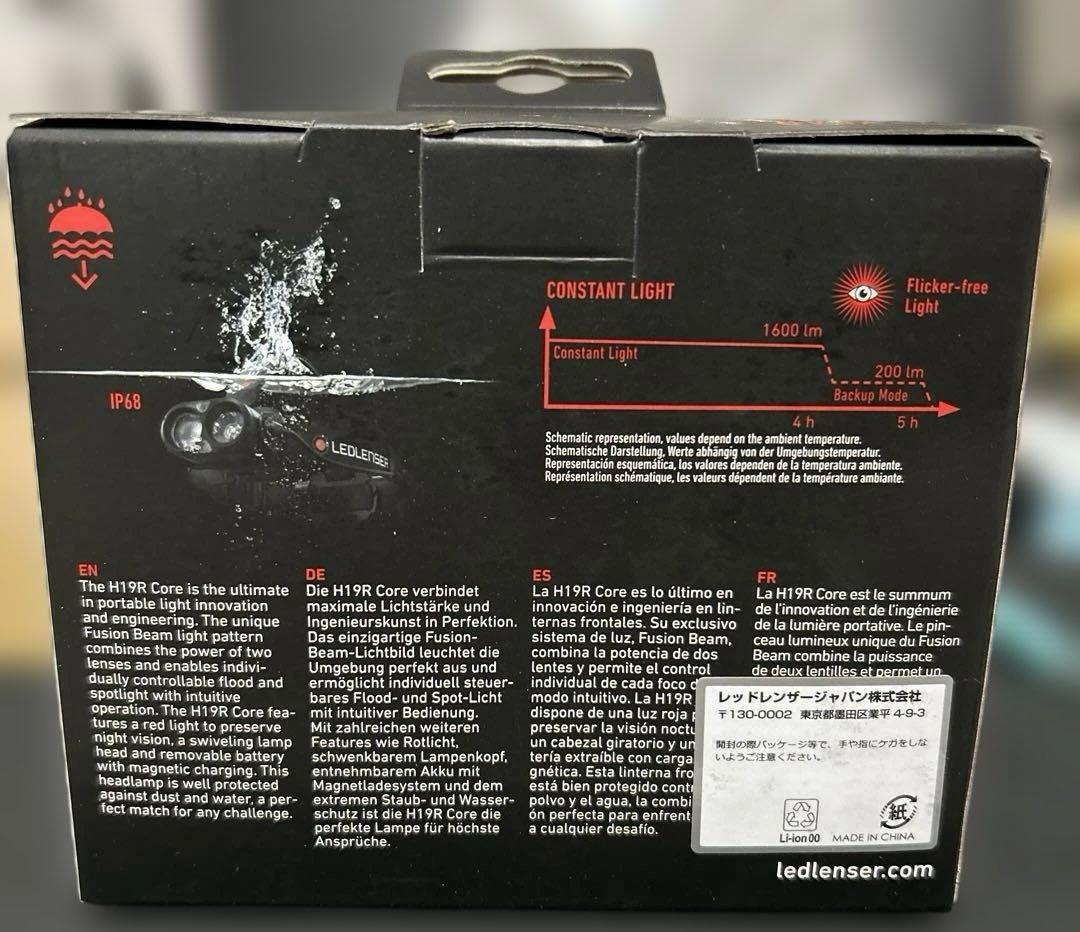 CONSTANT LIGHT
Flicker-free
Light
1600 lm
Constant Light
200 lm
Backup Mode
4 h
5 h
IP68
LEDLENSER
Schematic representation, values depend on the ambient temperature.
Schematische Darstellung, Werte abhängig von der Umgebungstemperatur.
Representación esquemática, los valores dependen de la temperatura ambiente.
Représentation schématique, les valeurs dépendent de la température ambiante.
EN
The H19R Core is the ultimate
in portable light innovation
and engineering. The unique
Fusion Beam light pattern
combines the power of two
lenses and enables indivi-
dually controllable flood and
spotlight with intuitive
operation. The H19R Core fea-
tures a red light to preserve
night vision, a swiveling lamp
head and removable battery
with magnetic charging. This
headlamp is well protected
against dust and water, a per-
fect match for any challenge.
DE
Die H19R Core verbindet
maximale Lichtstärke und
Ingenieurskunst in Perfektion.
Das einzigartige Fusion-
Beam-Lichtbild leuchtet die
Umgebung perfekt aus und
ermöglicht individuell steuer-
bares Flood- und Spot-Licht
mit intuitiver Bedienung.
Mit zahlreichen weiteren
Features wie Rotlicht,
schwenkbarem Lampenkopf,
entnehmbarem Akku mit
Magnetladesystem und dem
extremen Staub- und Wasser-
schutz ist die H19R Core die
perfekte Lampe für höchste
Ansprüche.
ES
La H19R Core es lo último en
innovación e ingeniería en lin-
ternas frontales. Su exclusivo
sistema de luz, Fusion Beam,
combina la potencia de dos
lentes y permite el control
individual de cada foco d
modo intuitivo. La H19R
dispone de una luz roja p
preservar la visión noctu
un cabezal giratorio y un
tería extraíble con carga
gnética. Esta linterna fro
está bien protegido cont
polvo y el agua, la combi
ón perfecta para enfrent
a cualquier desafío.
FR
La H19R Core est le summum
de l'innovation et de l'ingénierie
de la lumière portative. Le pin-
ceau lumineux unique du Fusion
Beam combine la puissance
de deux lentilles et permet un
レッドレンザージャパン株式会社
〒130-0002 東京都墨田区業平 4-9-3
開封の際パッケージ等で、手や指にケガをしな
いようご注意ください。
紙
Li-ion 00 MADE IN CHINA
ledlenser.com